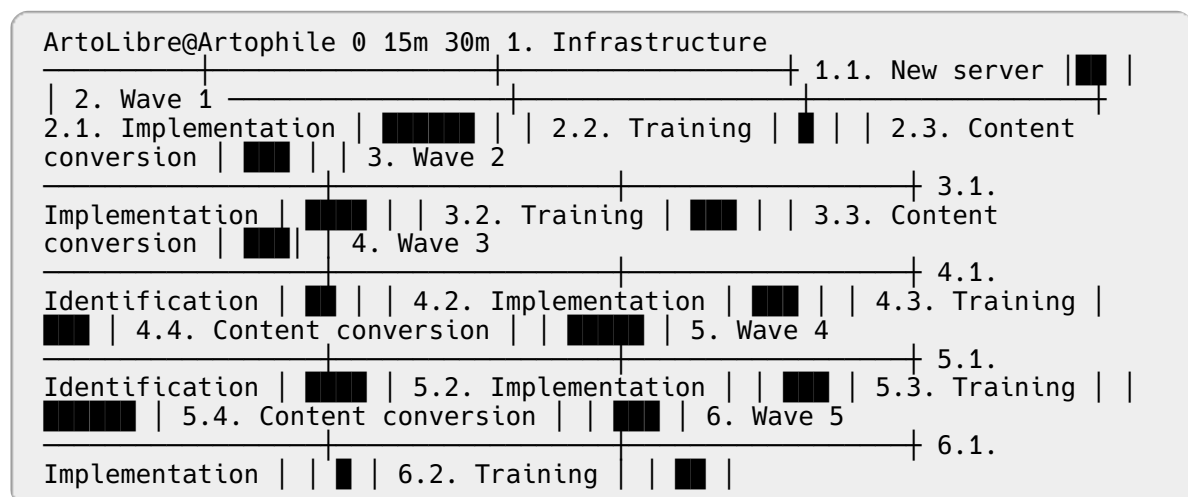 ArtoLibre@Artophile 0 15m 30m 1. Infrastructure
──────────┼──────────────────┼──────────────────┼ 1.1. New server |██ |
| 2. Wave 1 ──────────────────┼──────────────────┼──────────────────┼
2.1. Implementation | ██████ | | 2.2. Training | █ | | 2.3. Content
conversion | ███ | | 3. Wave 2
──────────────────┼──────────────────┼──────────────────┼ 3.1.
Implementation | ████ | | 3.2. Training | ███ | | 3.3. Content
conversion | ███| | 4. Wave 3
──────────────────┼──────────────────┼──────────────────┼ 4.1.
Identification | ██ | | 4.2. Implementation | ███ | | 4.3. Training |
███ | 4.4. Content conversion | | █████ | 5. Wave 4
──────────────────┼──────────────────┼──────────────────┼ 5.1.
Identification | ████ | 5.2. Implementation | | ███ | 5.3. Training | |
██████ | 5.4. Content conversion | | ███ | 6. Wave 5
──────────────────┼──────────────────┼──────────────────┼ 6.1.
Implementation | | █ | 6.2. Training | | ██ |